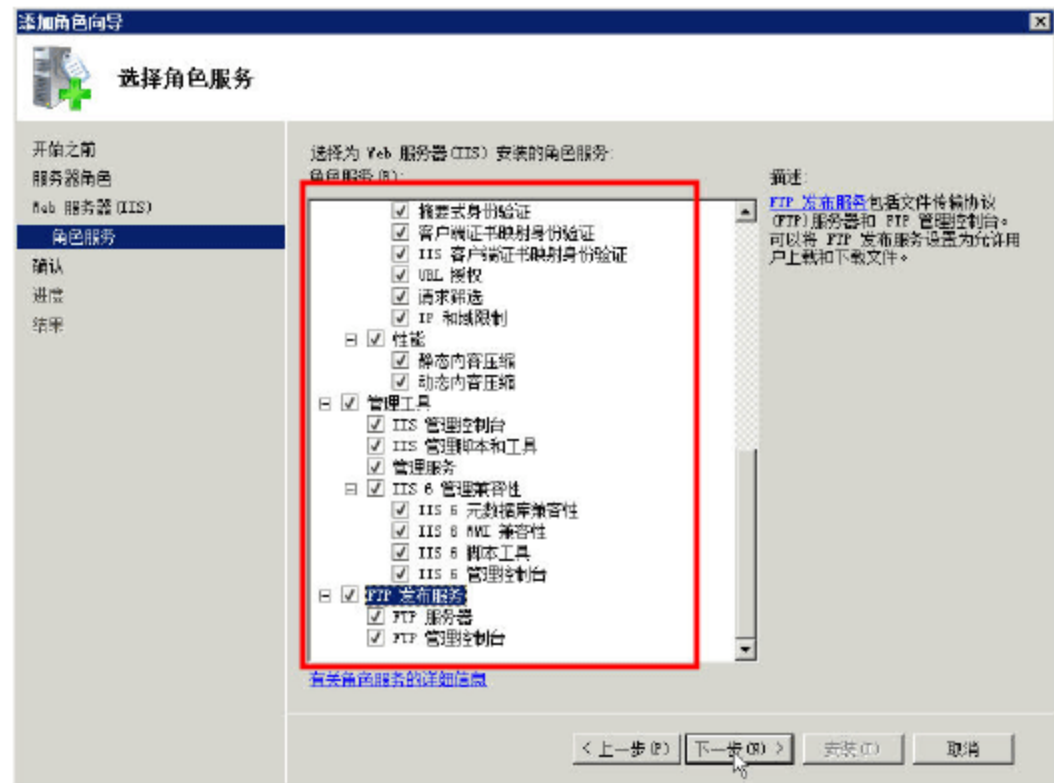 添加角色向导
选择角色服务
开始之前
服务器角色
Web 服务器(IIS)
角色服务
确认
进度
结果
选择为 Web 服务器(IIS) 安装的角色服务:
角色服务(R):
摘要式身份验证
客户端证书映射身份验证
IIS 客户端证书映射身份验证
URL 授权
请求筛选
IP 和域限制
性能
静态内容压缩
动态内容压缩
管理工具
IIS 管理控制台
IIS 管理脚本和工具
管理服务
IIS 6 管理兼容性
IIS 6 元数据库兼容性
IIS 6 WMI 兼容性
IIS 6 脚本工具
IIS 6 管理控制台
FTP 发布服务
FTP 服务器
FTP 管理控制台
有关角色服务的详细信息
描述:
FTP 发布服务包括文件传输协议
(FTP)服务器和 FTP 管理控制台。
可以将 FTP 发布服务设置为允许用
户上载和下载文件。
< 上一步(P)
下一步(N) >
安装(I)
取消